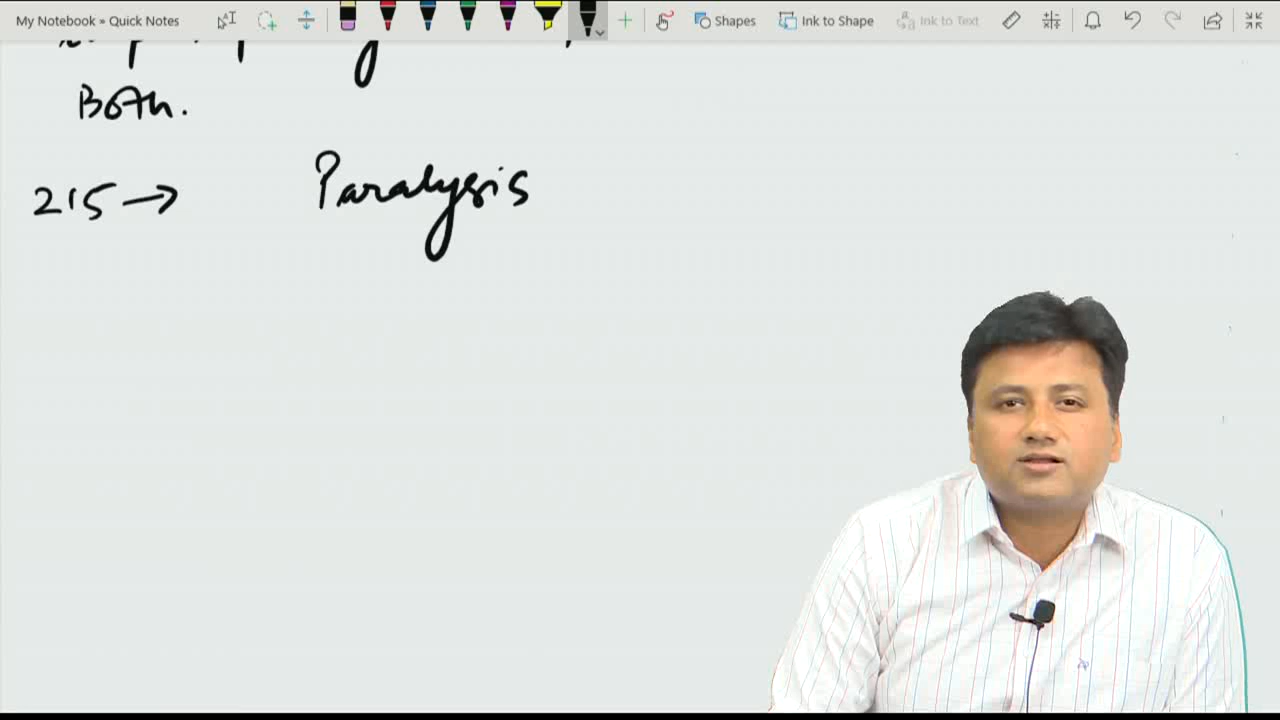 My Notebook » Quick Notes Shapes Ink to Shape Ink to Text
Both.
215 → Paralysis